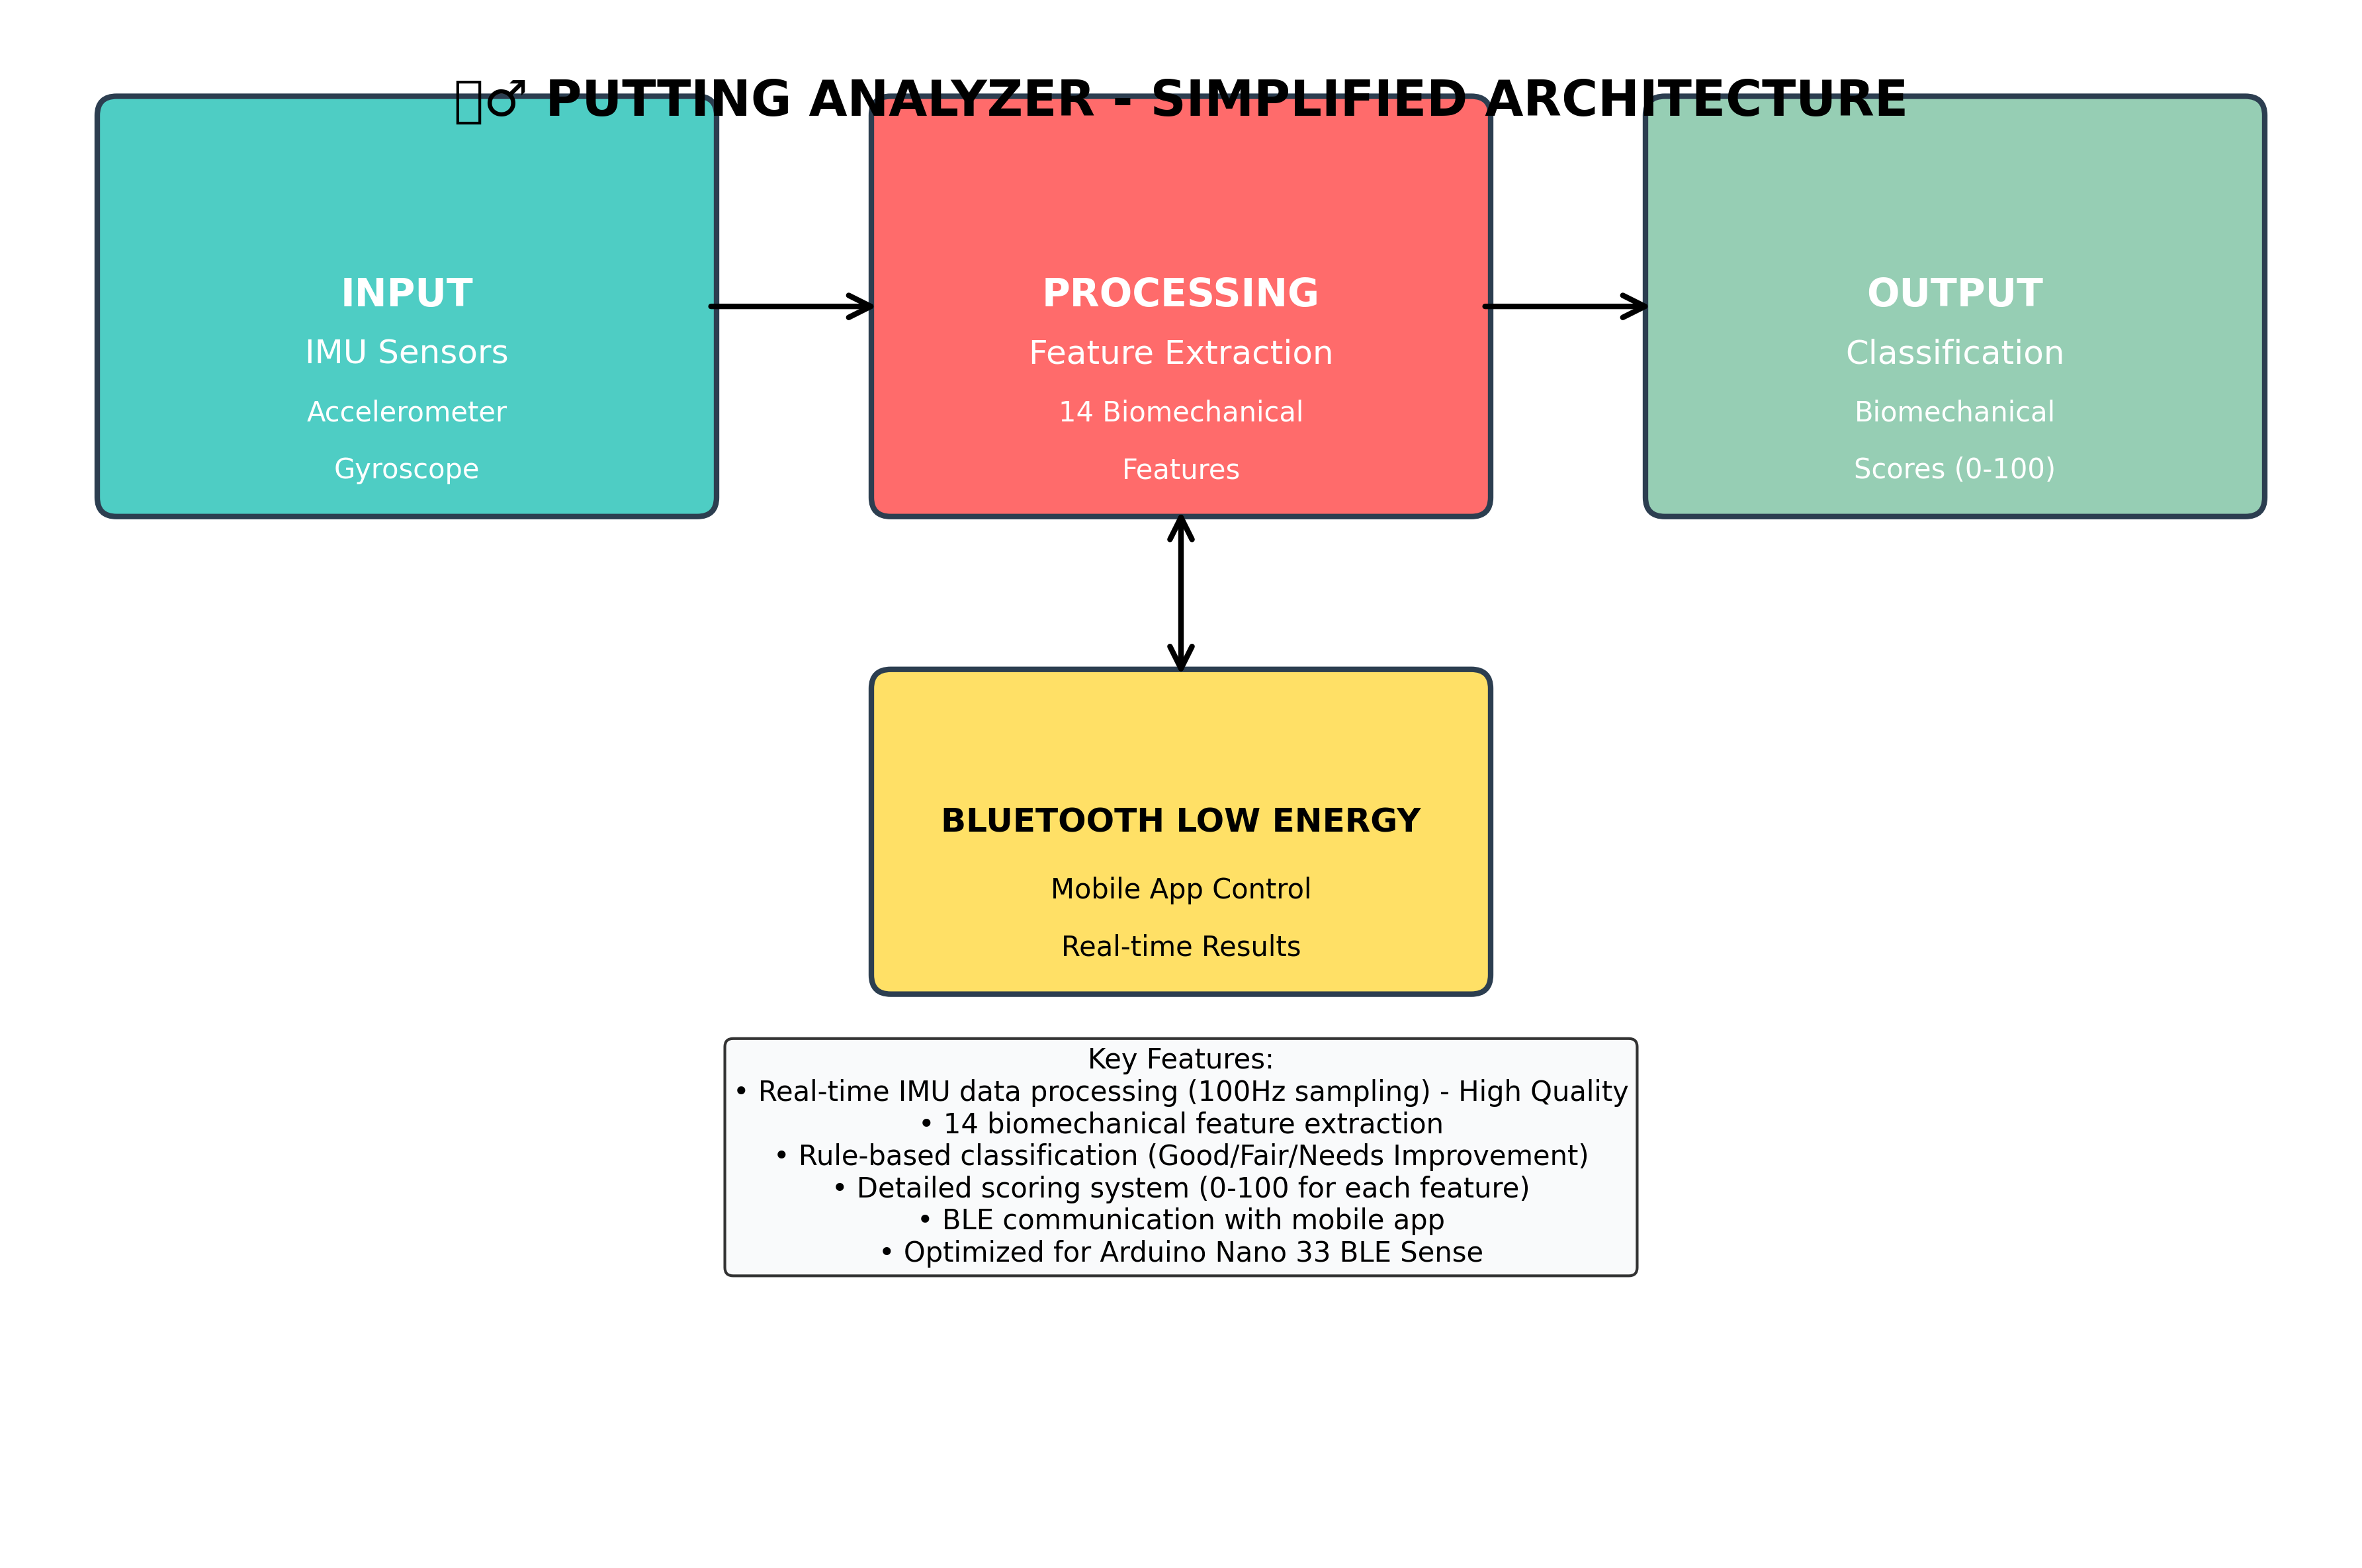 ▯♂ PUTTING ANALYZER - SIMPLIFIED ARCHITECTURE
INPUT
IMU Sensors
Accelerometer
Gyroscope
PROCESSING
Feature Extraction
14 Biomechanical
Features
OUTPUT
Classification
Biomechanical
Scores (0-100)
BLUETOOTH LOW ENERGY
Mobile App Control
Real-time Results
Key Features:
• Real-time IMU data processing (100Hz sampling) - High Quality
• 14 biomechanical feature extraction
• Rule-based classification (Good/Fair/Needs Improvement)
• Detailed scoring system (0-100 for each feature)
• BLE communication with mobile app
• Optimized for Arduino Nano 33 BLE Sense